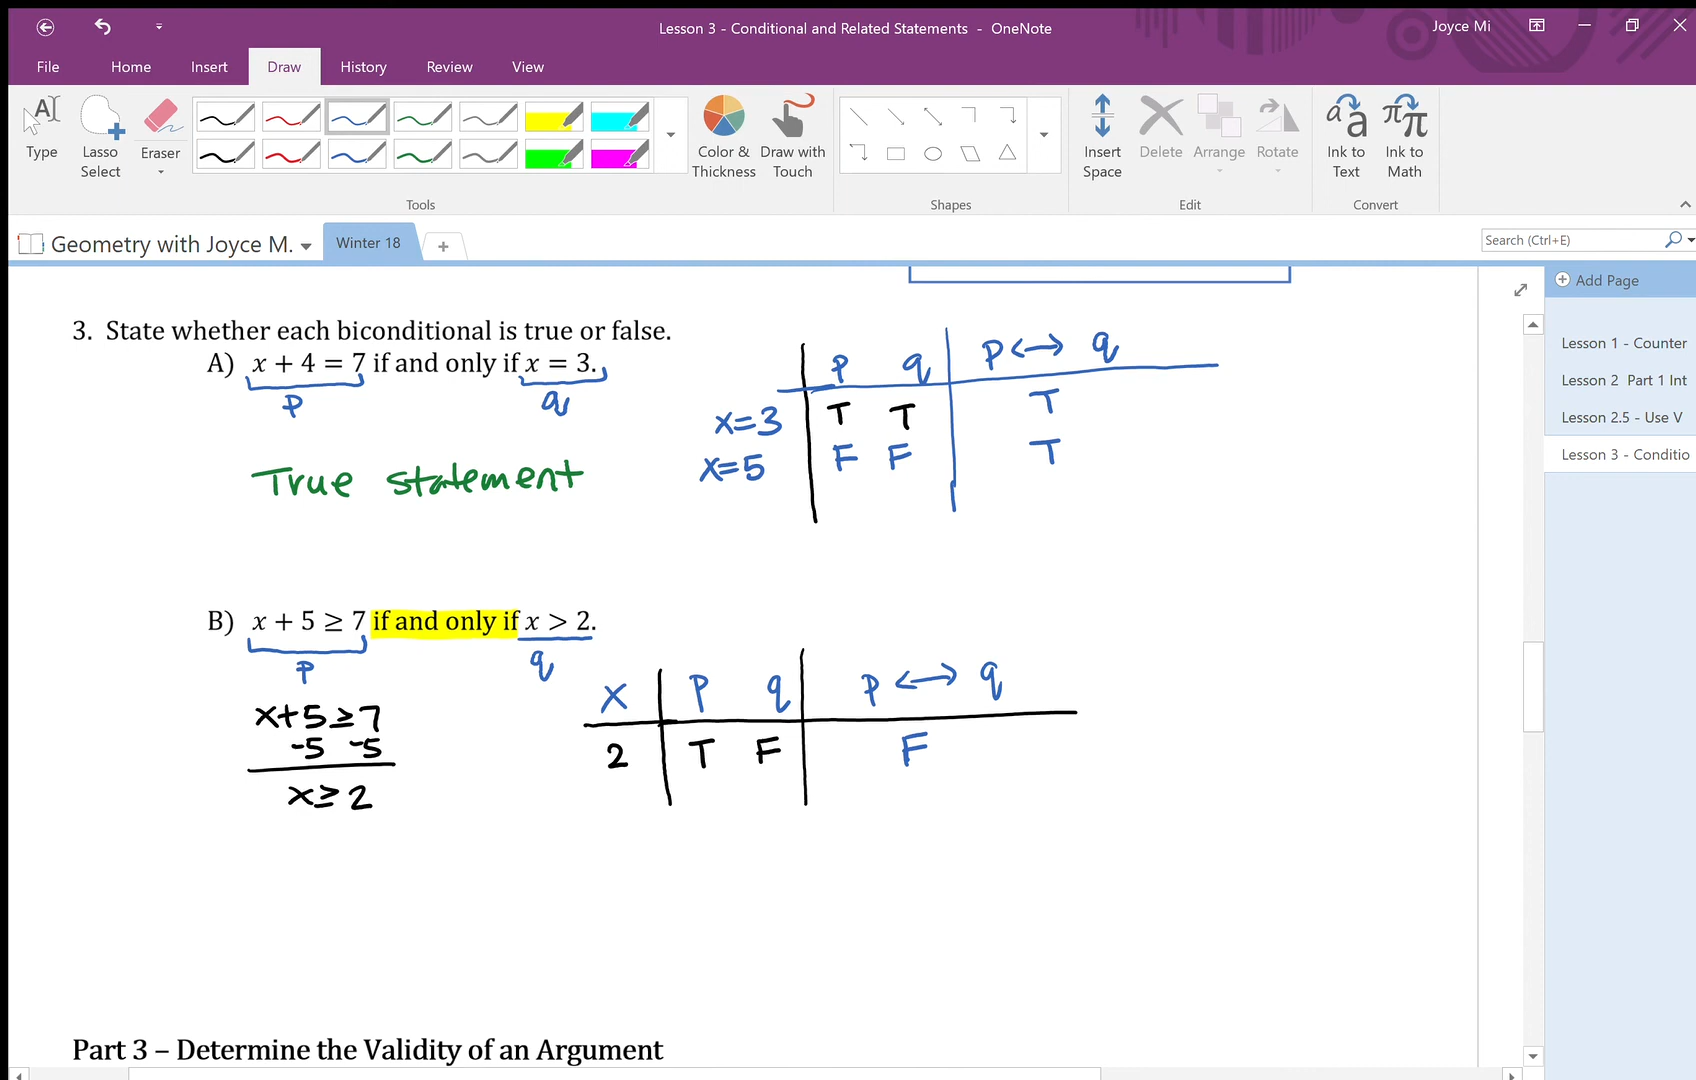 Lesson 3 - Conditional and Related Statements - OneNote
Joyce Mi
File Home Insert Draw History Review View
Type
Lasso Select
Eraser
Color & Thickness
Draw with Touch
Insert Space
Delete
Arrange
Rotate
Ink to Text
Ink to Math
Tools
Shapes
Edit
Convert
Geometry with Joyce M.
Winter 18
+
Search (Ctrl+E)
Add Page
Lesson 1 - Counter
Lesson 2 Part 1 Int
Lesson 2.5 - Use V
Lesson 3 - Conditio
3. State whether each biconditional is true or false.
A) x + 4 = 7 if and only if x = 3.
p q
True statement
p q p ↔ q
x=3 T T T
x=5 F F T
B) x + 5 ≥ 7 if and only if x > 2.
p q
x+5≥7
-5 -5
x≥2
x p q p ↔ q
2 T F F
Part 3 – Determine the Validity of an Argument